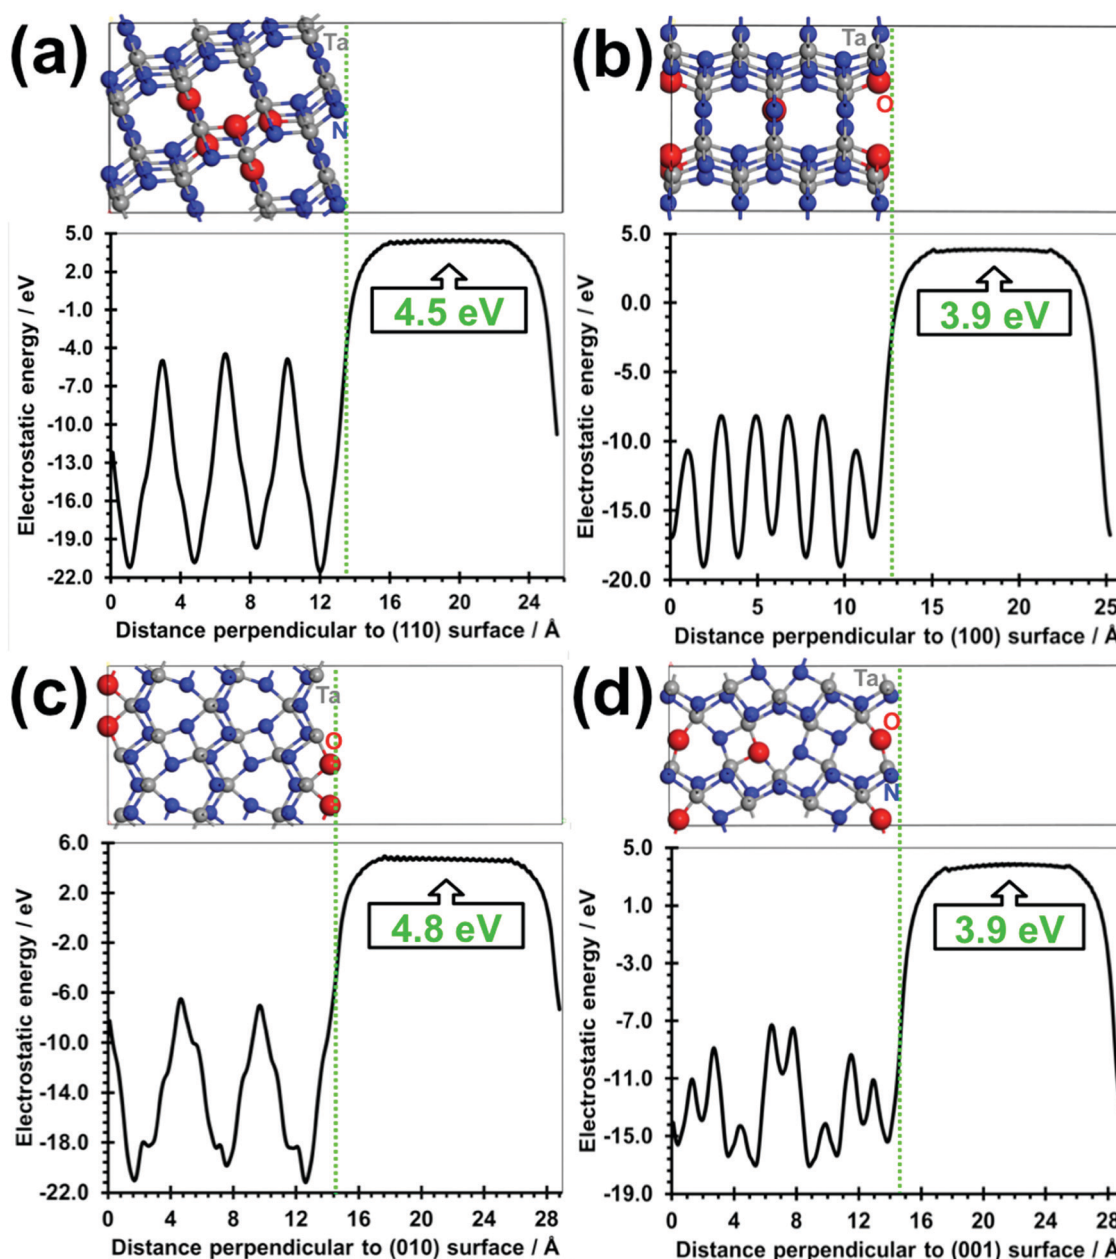 (a)
Ta
N
5.0
2.0
-1.0
-4.0
-7.0
-10.0
-13.0
-16.0
-19.0
-22.0
Electrostatic energy / eV
4.5 eV
0 4 8 12 16 20 24
Distance perpendicular to (110) surface / Å
(b)
Ta
O
5.0
0.0
-5.0
-10.0
-15.0
-20.0
Electrostatic energy / eV
3.9 eV
0 5 10 15 20 25
Distance perpendicular to (100) surface / Å
(c)
Ta
O
6.0
2.0
-2.0
-6.0
-10.0
-14.0
-18.0
-22.0
Electrostatic energy / eV
4.8 eV
0 4 8 12 16 20 24 28
Distance perpendicular to (010) surface / Å
(d)
Ta
O
N
5.0
1.0
-3.0
-7.0
-11.0
-15.0
-19.0
Electrostatic energy / eV
3.9 eV
0 4 8 12 16 20 24 28
Distance perpendicular to (001) surface / Å